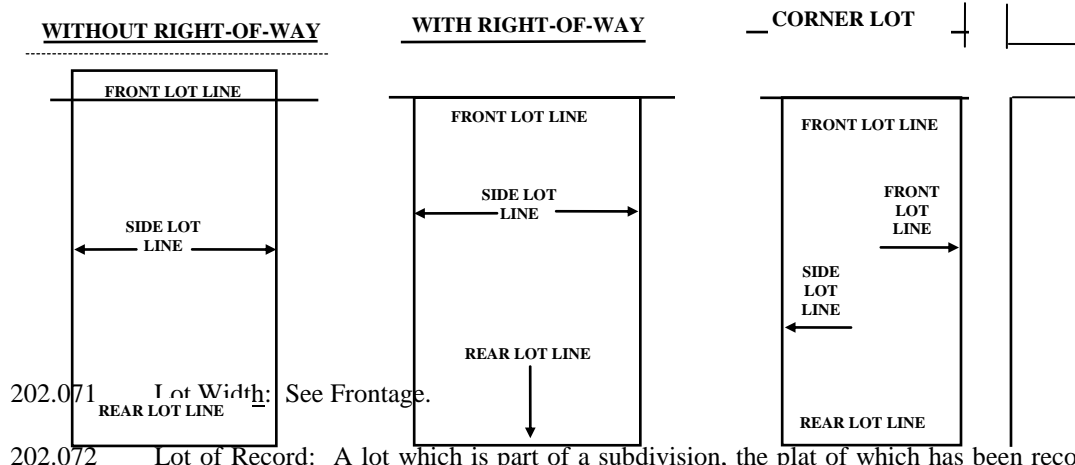 WITHOUT RIGHT-OF-WAY
WITH RIGHT-OF-WAY
CORNER LOT
FRONT LOT LINE
SIDE LOT
LINE
REAR LOT LINE
FRONT LOT LINE
SIDE LOT
LINE
REAR LOT LINE
FRONT LOT LINE
FRONT
LOT
LINE
SIDE
LOT
LINE
REAR LOT LINE
202.071 Lot Width: See Frontage.
202.072 Lot of Record: A lot which is part of a subdivision, the plat of which has been reco